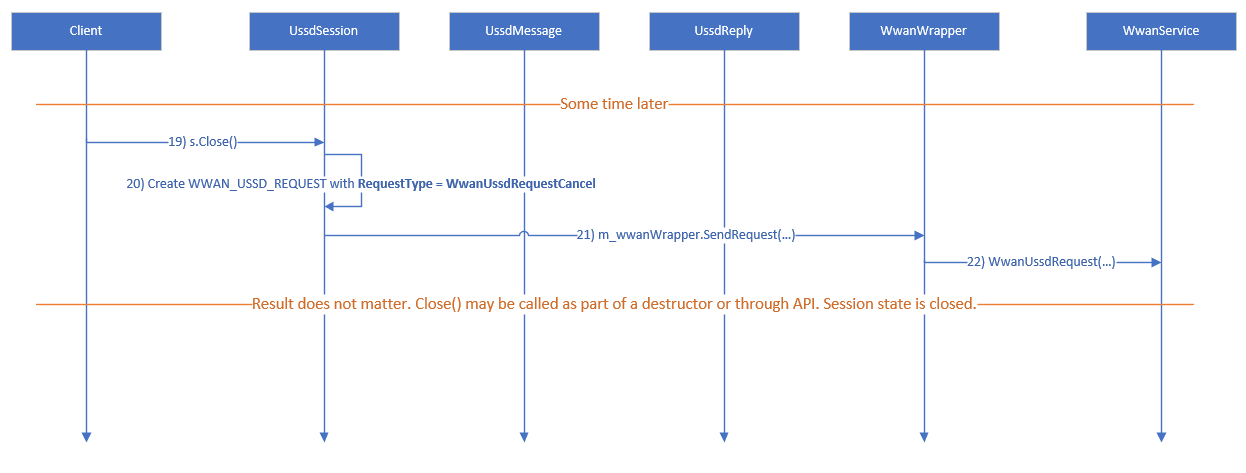 Client
UssdSession
UssdMessage
UssdReply
WwanWrapper
WwanService
Some time later
19) s.Close()
20) Create WWAN_USSD_REQUEST with RequestType = WwanUssdRequestCancel
21) m_wwanWrapper.SendRequest(...)
22) WwanUssdRequest(...)
Result does not matter. Close() may be called as part of a destructor or through API. Session state is closed.